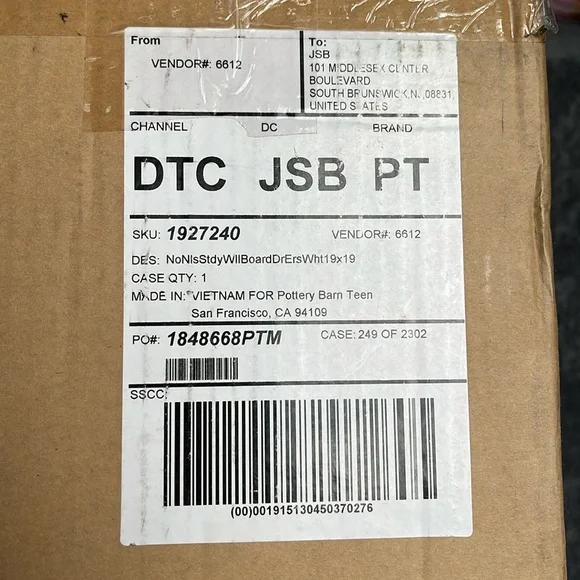 From
VENDOR#: 6612
To:
JSB
101 MIDDLESEX CENTER
BOULEVARD
SOUTH BRUNSWICK,NJ,08831,
UNITED STATES
CHANNEL DC BRAND
DTC JSB PT
SKU: 1927240 VENDOR#: 6612
DES: NoNlsStdyWllBoardDrErsWht19x19
CASE QTY: 1
MADE IN: VIETNAM FOR Pottery Barn Teen
San Francisco, CA 94109
PO#: 1848668PTM CASE: 249 OF 2302
SSCC:
(00)001915130450370276